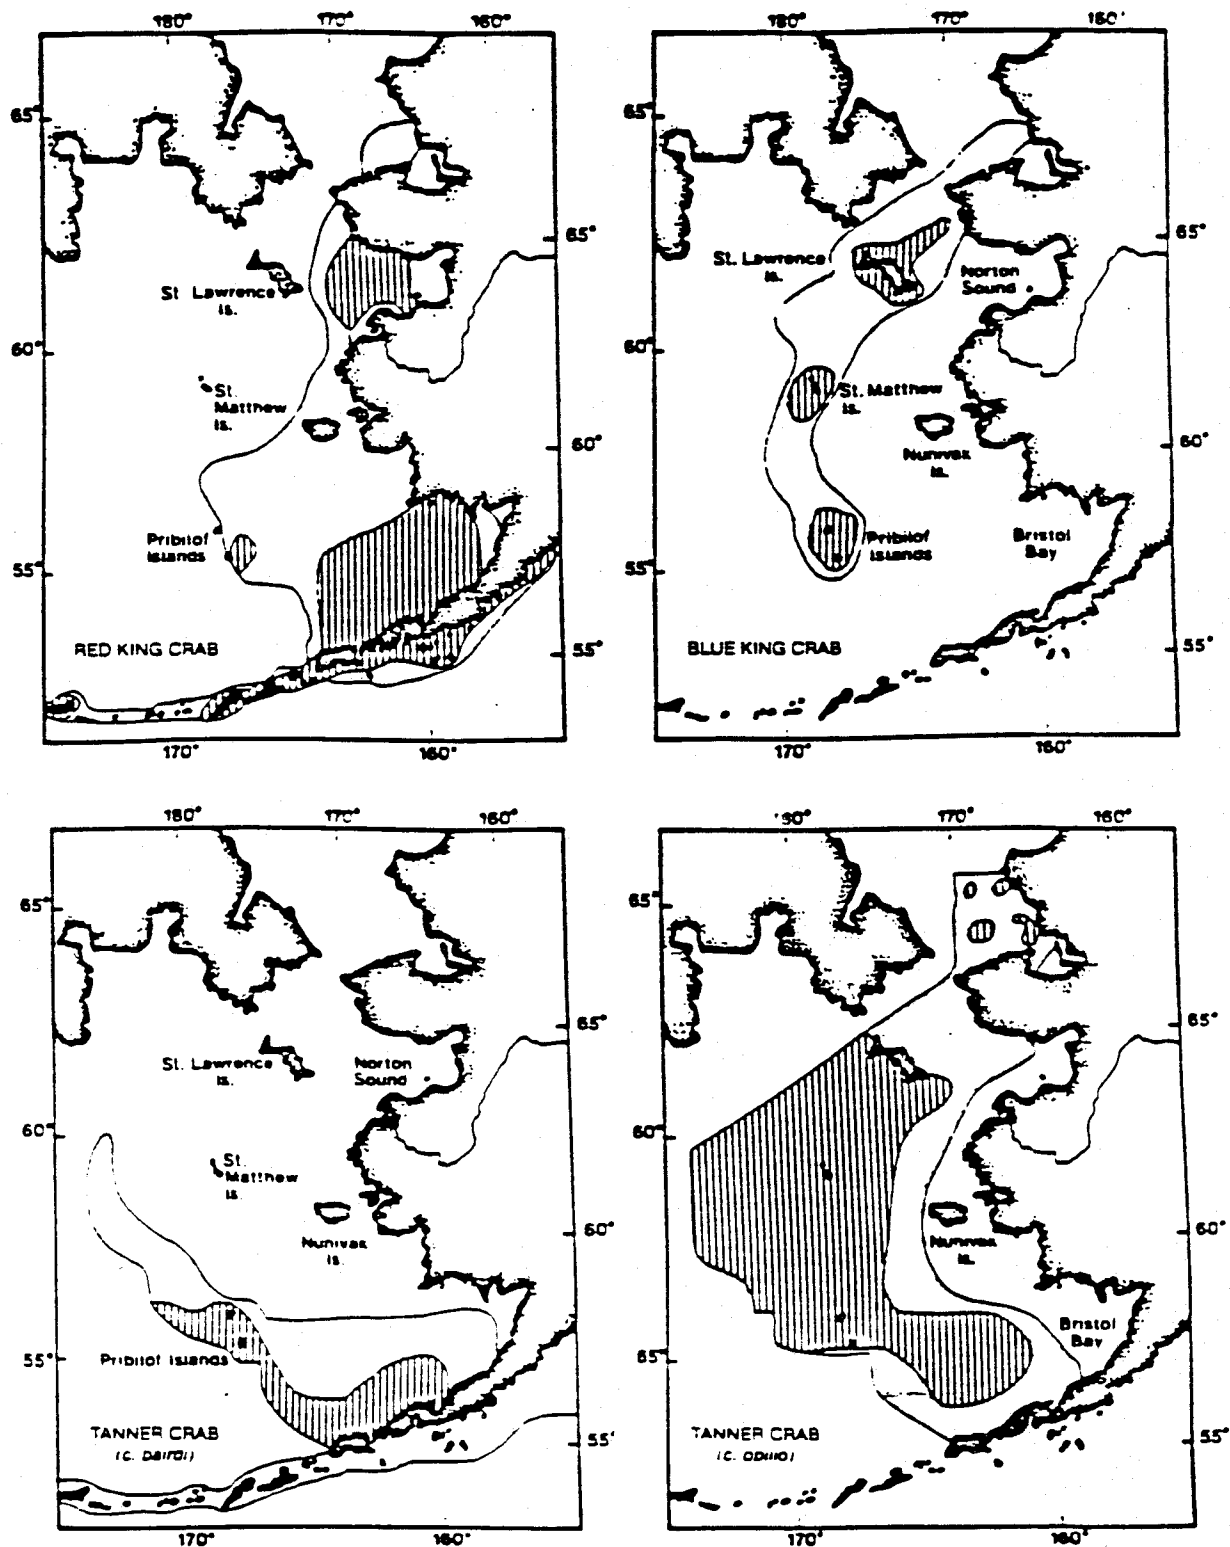 180° 170° 160°
65°
65°
St. Lawrence
Is.
60°
St.
Matthew
Is.
60°
Pribilof
Islands
55°
RED KING CRAB
55°
170° 160°
180° 170° 160°
65°
65°
St. Lawrence
Is.
Norton
Sound
60°
St. Matthew
Is.
60°
Nunivak
Is.
Pribilof
Islands
Bristol
Bay
55°
BLUE KING CRAB
55°
170° 160°
180° 170° 160°
65°
65°
St. Lawrence
Is.
Norton
Sound
60°
St.
Matthew
Is.
60°
Nunivak
Is.
55°
Pribilof Islands
TANNER CRAB
(c. bairdi)
55°
170° 160°
180° 170° 160°
65°
65°
60°
Nunivak
Is.
60°
Bristol
Bay
65°
TANNER CRAB
(c. opilio)
55°
170° 160°